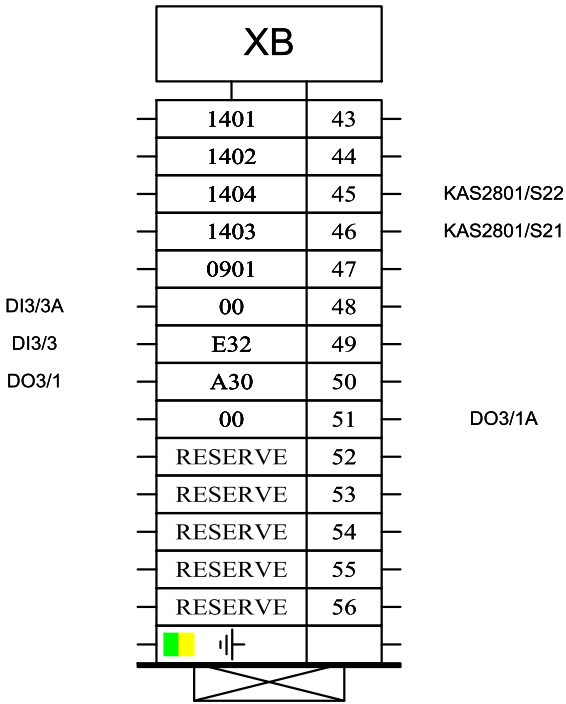 XB
1401 43
1402 44
1404 45 KAS2801/S22
1403 46 KAS2801/S21
0901 47
DI3/3A 00 48
DI3/3 E32 49
DO3/1 A30 50
00 51 DO3/1A
RESERVE 52
RESERVE 53
RESERVE 54
RESERVE 55
RESERVE 56